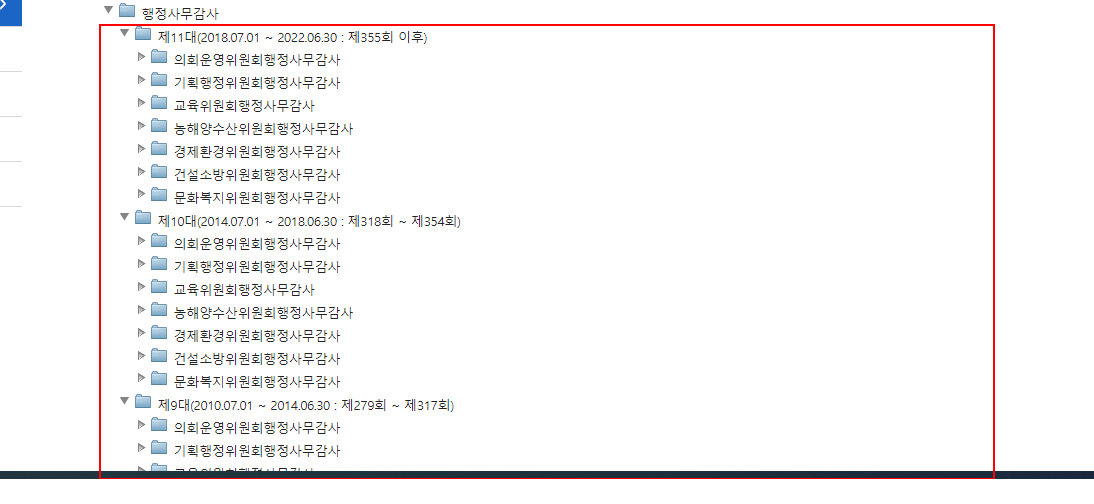 행정사무감사
제11대(2018.07.01 ~ 2022.06.30 : 제355회 이후)
의회운영위원회행정사무감사
기획행정위원회행정사무감사
교육위원회행정사무감사
농해양수산위원회행정사무감사
경제환경위원회행정사무감사
건설소방위원회행정사무감사
문화복지위원회행정사무감사
제10대(2014.07.01 ~ 2018.06.30 : 제318회 ~ 제354회)
의회운영위원회행정사무감사
기획행정위원회행정사무감사
교육위원회행정사무감사
농해양수산위원회행정사무감사
경제환경위원회행정사무감사
건설소방위원회행정사무감사
문화복지위원회행정사무감사
제9대(2010.07.01 ~ 2014.06.30 : 제279회 ~ 제317회)
의회운영위원회행정사무감사
기획행정위원회행정사무감사